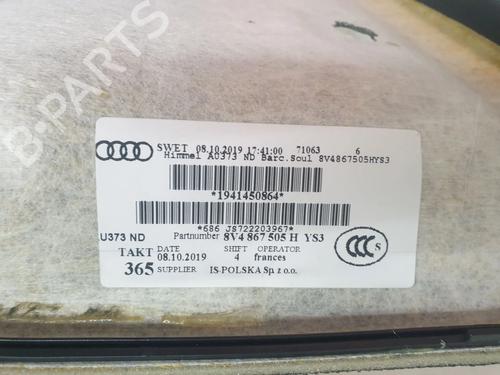 B-PARTS
SWET 08.10.2019 17:41:00 71063 6
Himmel A0373 ND Barc.Soul 8V4867505HYS3
*1941450864*
*686 JS722203967*
U373 ND Partnumber 8V4 867 505 H YS3
TAKT DATE SHIFT OPERATOR
08.10.2019 4 frances
365 SUPPLIER IS-POLSKA Sp. z o.o.
CCC S